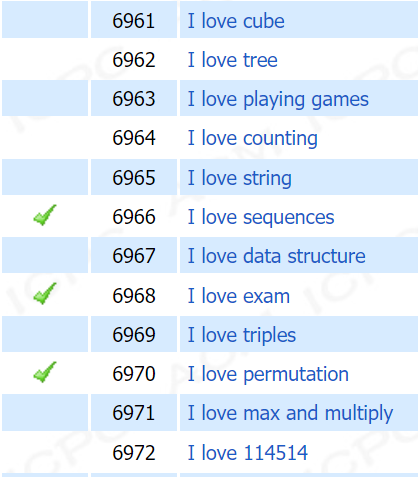 6961 I love cube
6962 I love tree
6963 I love playing games
6964 I love counting
6965 I love string
6966 I love sequences
6967 I love data structure
6968 I love exam
6969 I love triples
6970 I love permutation
6971 I love max and multiply
6972 I love 114514